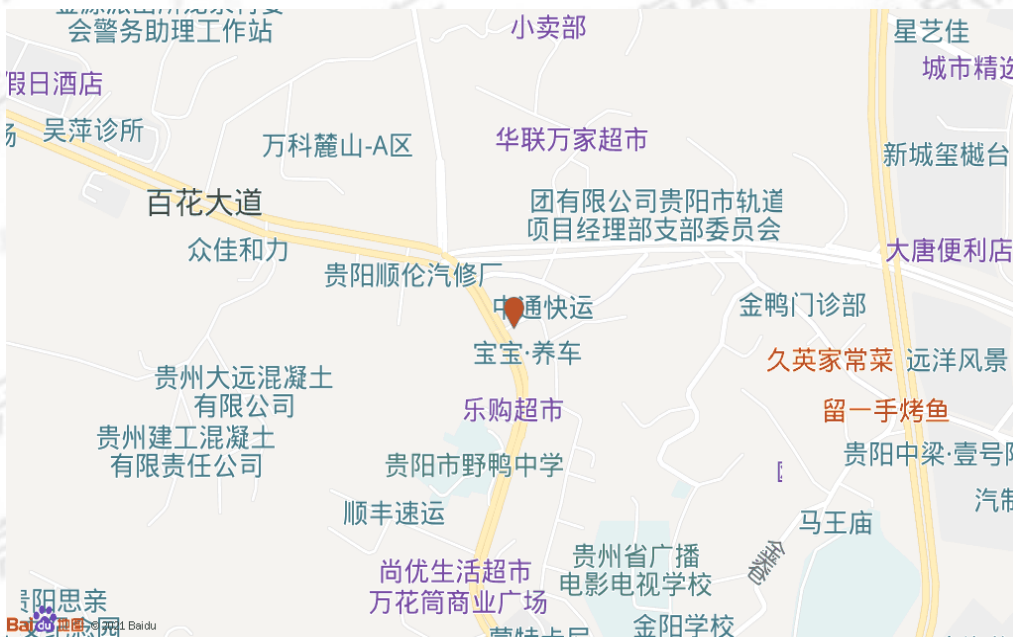 会警务助理工作站
小卖部
星艺佳
城市精选
假日酒店
吴萍诊所
万科麓山-A区
华联万家超市
新城玺樾台
百花大道
团有限公司贵阳市轨道
项目经理部支部委员会
众佳和力
大唐便利店
贵阳顺伦汽修厂
中通快运
金鸭门诊部
宝宝·养车
久英家常菜
远洋风景
贵州大远混凝土
有限公司
乐购超市
留一手烤鱼
贵州建工混凝土
有限责任公司
贵阳市野鸭中学
贵阳中梁·壹号院
顺丰速运
马王庙
汽制
贵州省广播
电影电视学校
尚优生活超市
万花筒商业广场
贵阳思亲
金阳学校
Bai du 地图 © 2021 Baidu